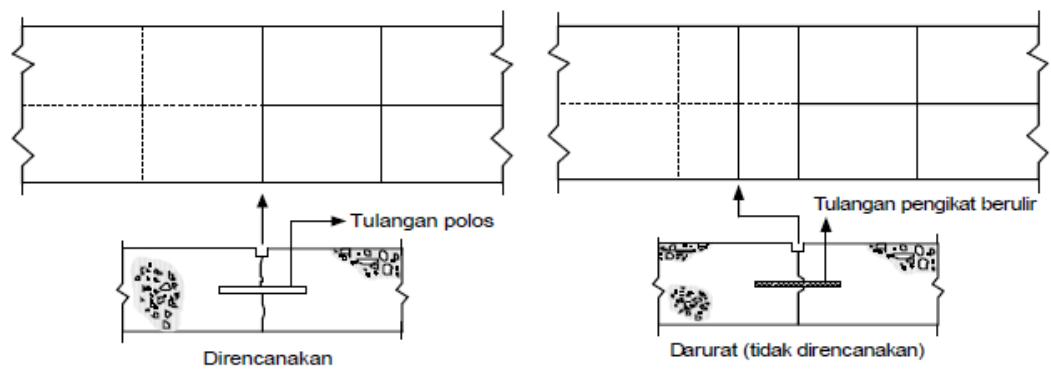 Tulangan polos
Direncanakan
Tulangan pengikat berulir
Darurat (tidak direncanakan)